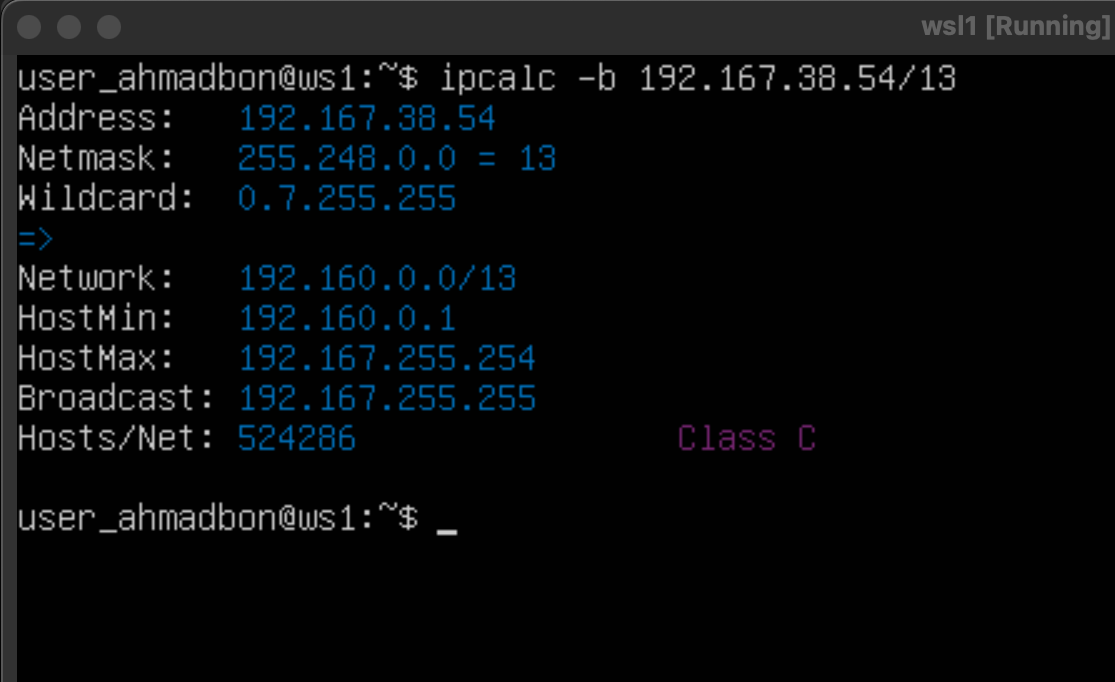 wsl1 [Running]
user_ahmadbon@ws1:~$ ipcalc -b 192.167.38.54/13
Address:   192.167.38.54
Netmask:   255.248.0.0 = 13
Wildcard:  0.7.255.255
=>
Network:   192.160.0.0/13
HostMin:   192.160.0.1
HostMax:   192.167.255.254
Broadcast: 192.167.255.255
Hosts/Net: 524286                Class C
user_ahmadbon@ws1:~$ _